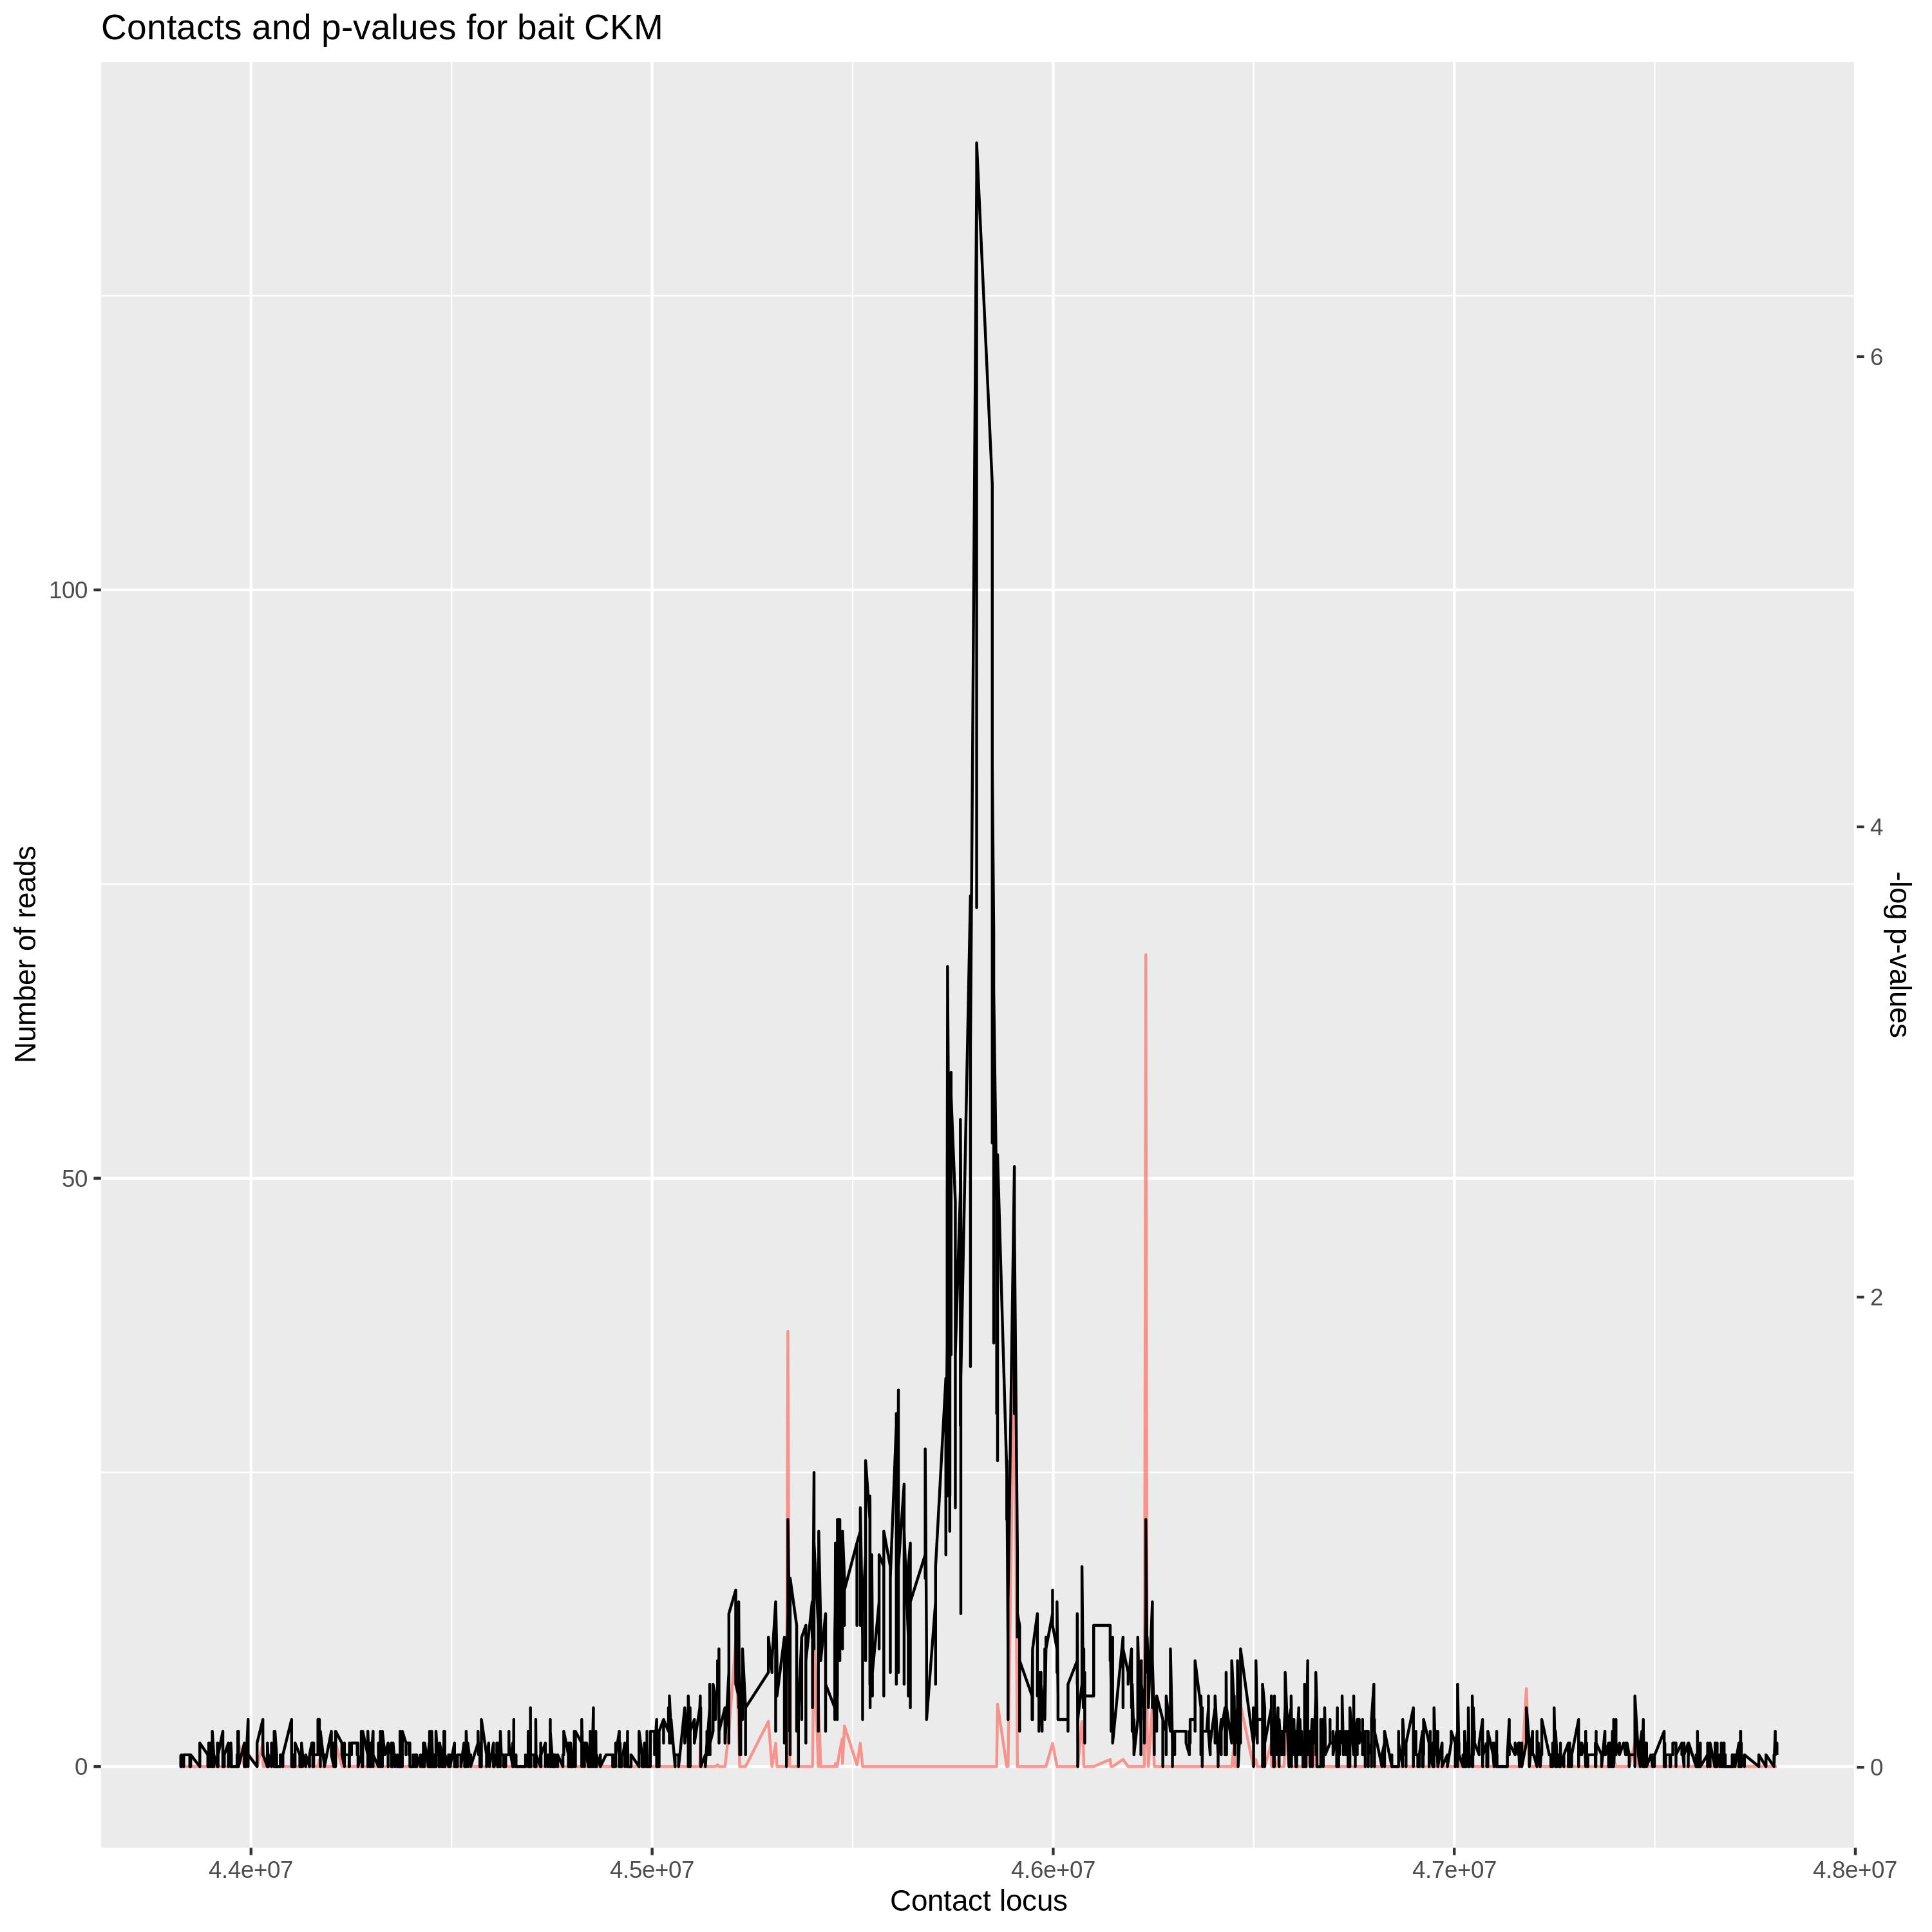 Contacts and p-values for bait CKM
Number of reads
100
50
0
6
4
2
0
-log p-values
4.4e+07 4.5e+07 4.6e+07 4.7e+07 4.8e+07
Contact locus